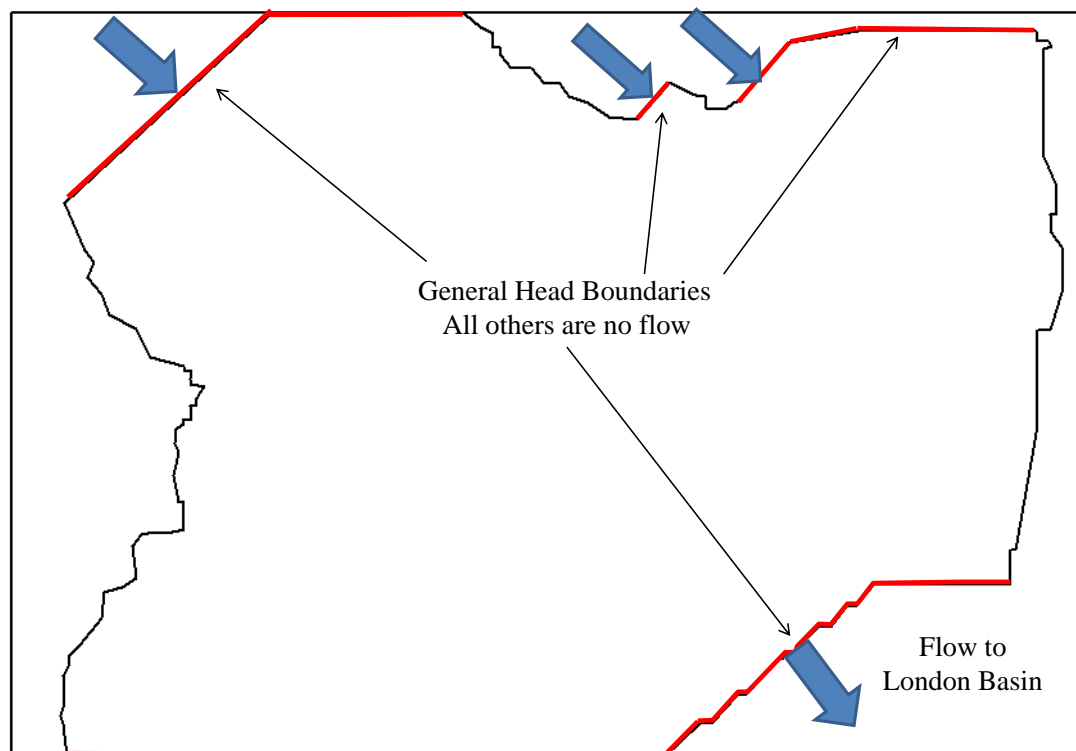 General Head Boundaries
All others are no flow
Flow to
London Basin